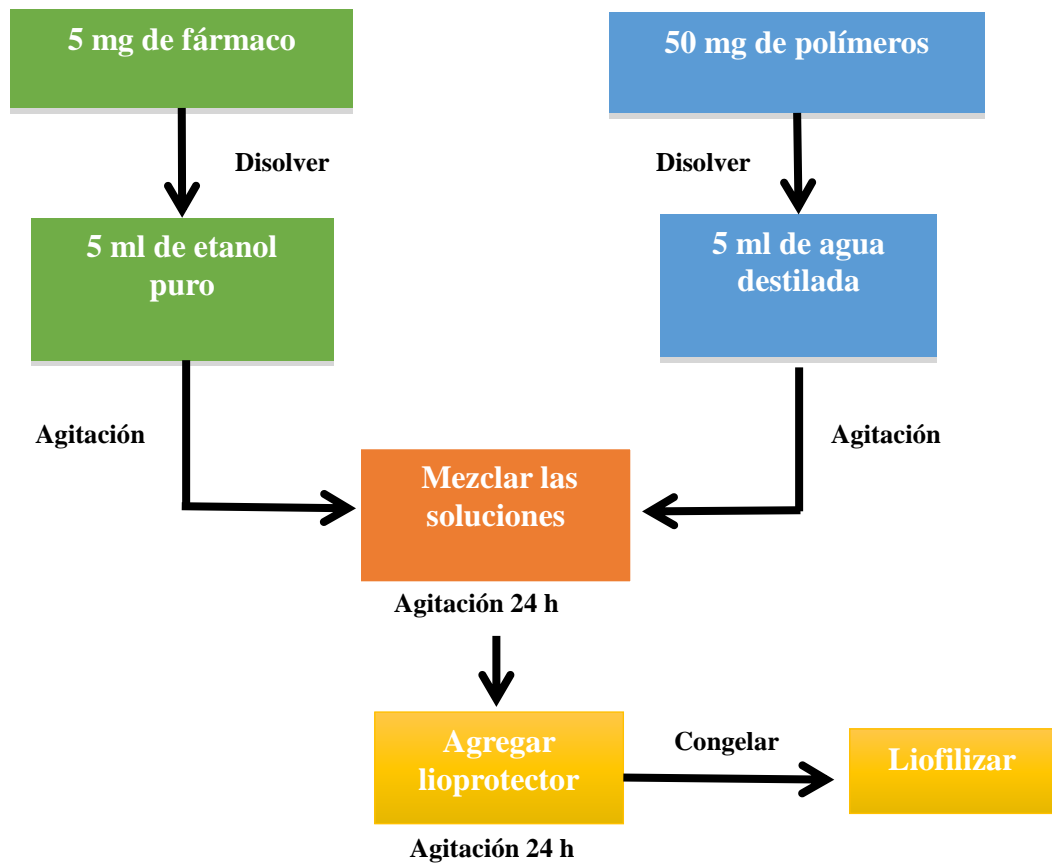 5 mg de fármaco
50 mg de polímeros
Disolver
Disolver
5 ml de etanol
puro
5 ml de agua
destilada
Agitación
Agitación
Mezclar las
soluciones
Agitación 24 h
Agregar
lioprotector
Congelar
Liofilizar
Agitación 24 h